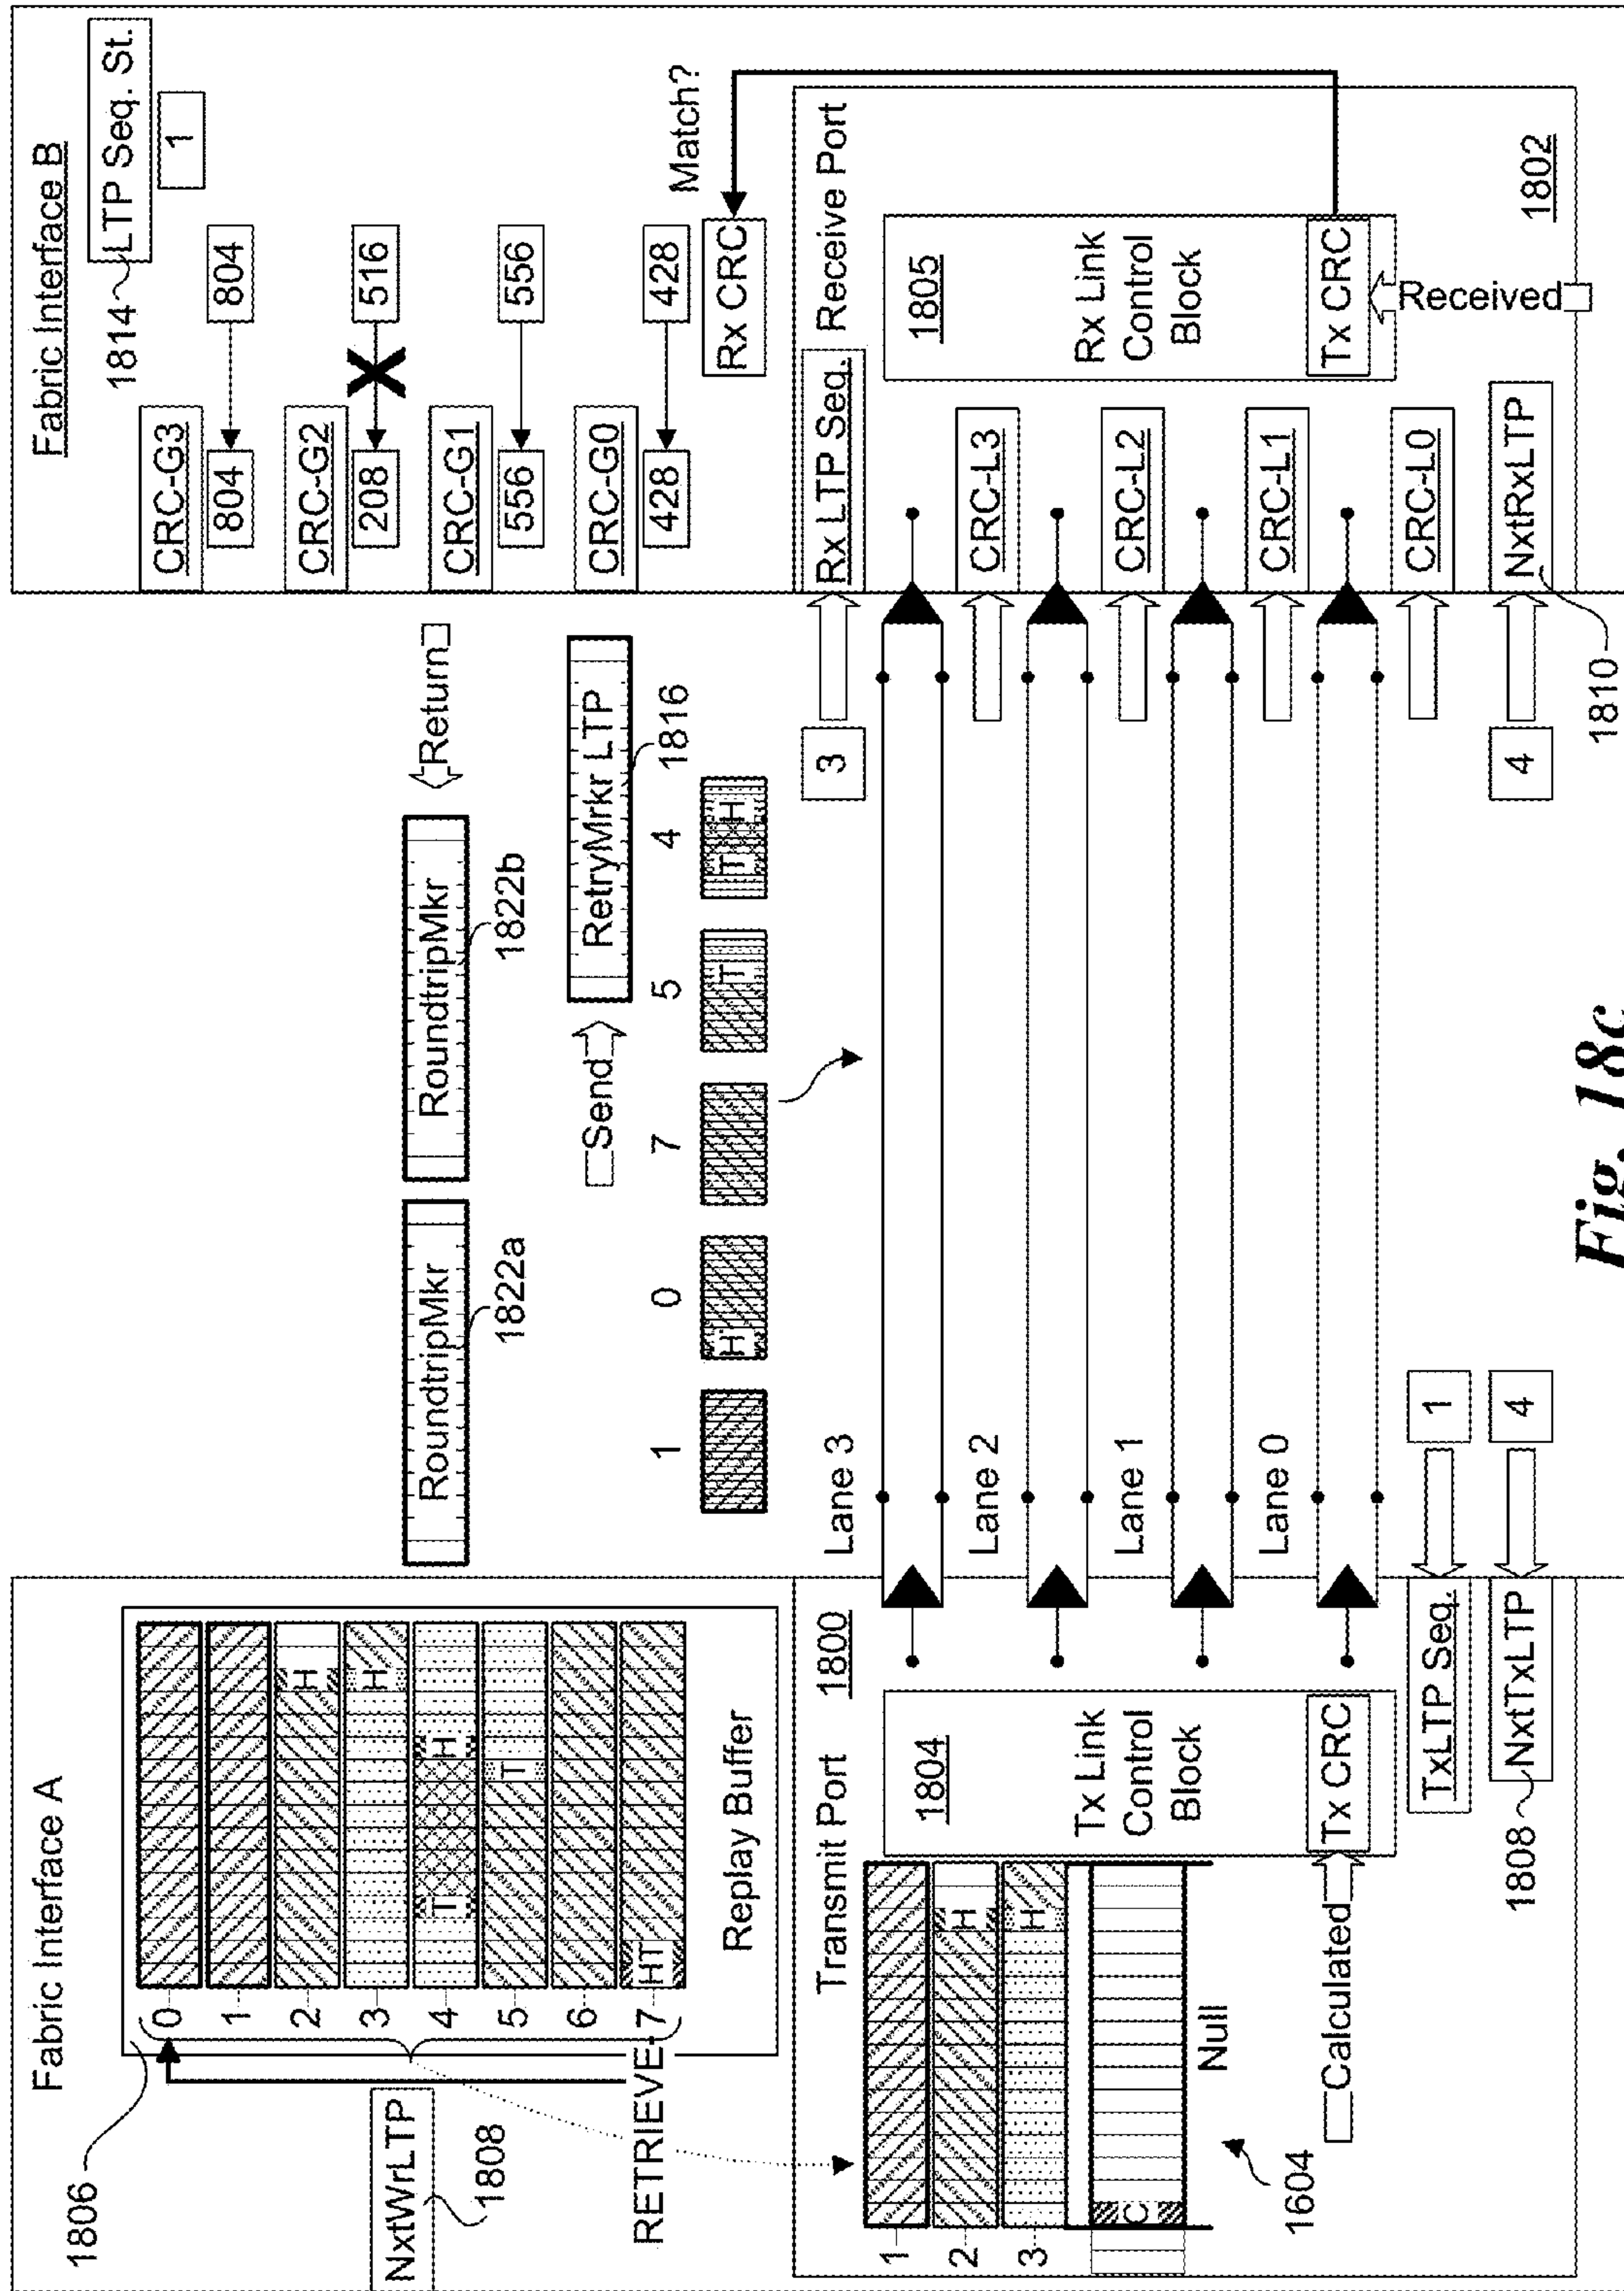 Fabric Interface A
1806
0
1
2
3
4
5
6
7
H
H
T
H
T
HT
Replay Buffer
NxtWrLTP
1808
RETRIEVE
Transmit Port
1800
1
2
3
H
H
C
Null
1604
1804
Tx Link
Control
Block
Calculated
Tx CRC
TxLTP Seq.
1
1808
NxtTxLTP
4
RoundtripMkr
1822a
RoundtripMkr
1822b
Return
Send
RetryMrkr LTP
1816
1
0
7
5
4
H
T
T
H
Lane 3
Lane 2
Lane 1
Lane 0
Fabric Interface B
1814
LTP Seq. St.
1
CRC-G3
804
804
CRC-G2
208
516
CRC-G1
556
556
CRC-G0
428
428
Rx CRC
Match?
3
Rx LTP Seq.
Receive Port
CRC-L3
CRC-L2
CRC-L1
CRC-L0
1805
Rx Link
Control
Block
Tx CRC
Received
4
NxtRxLTP
1810
1802
Fig. 18c